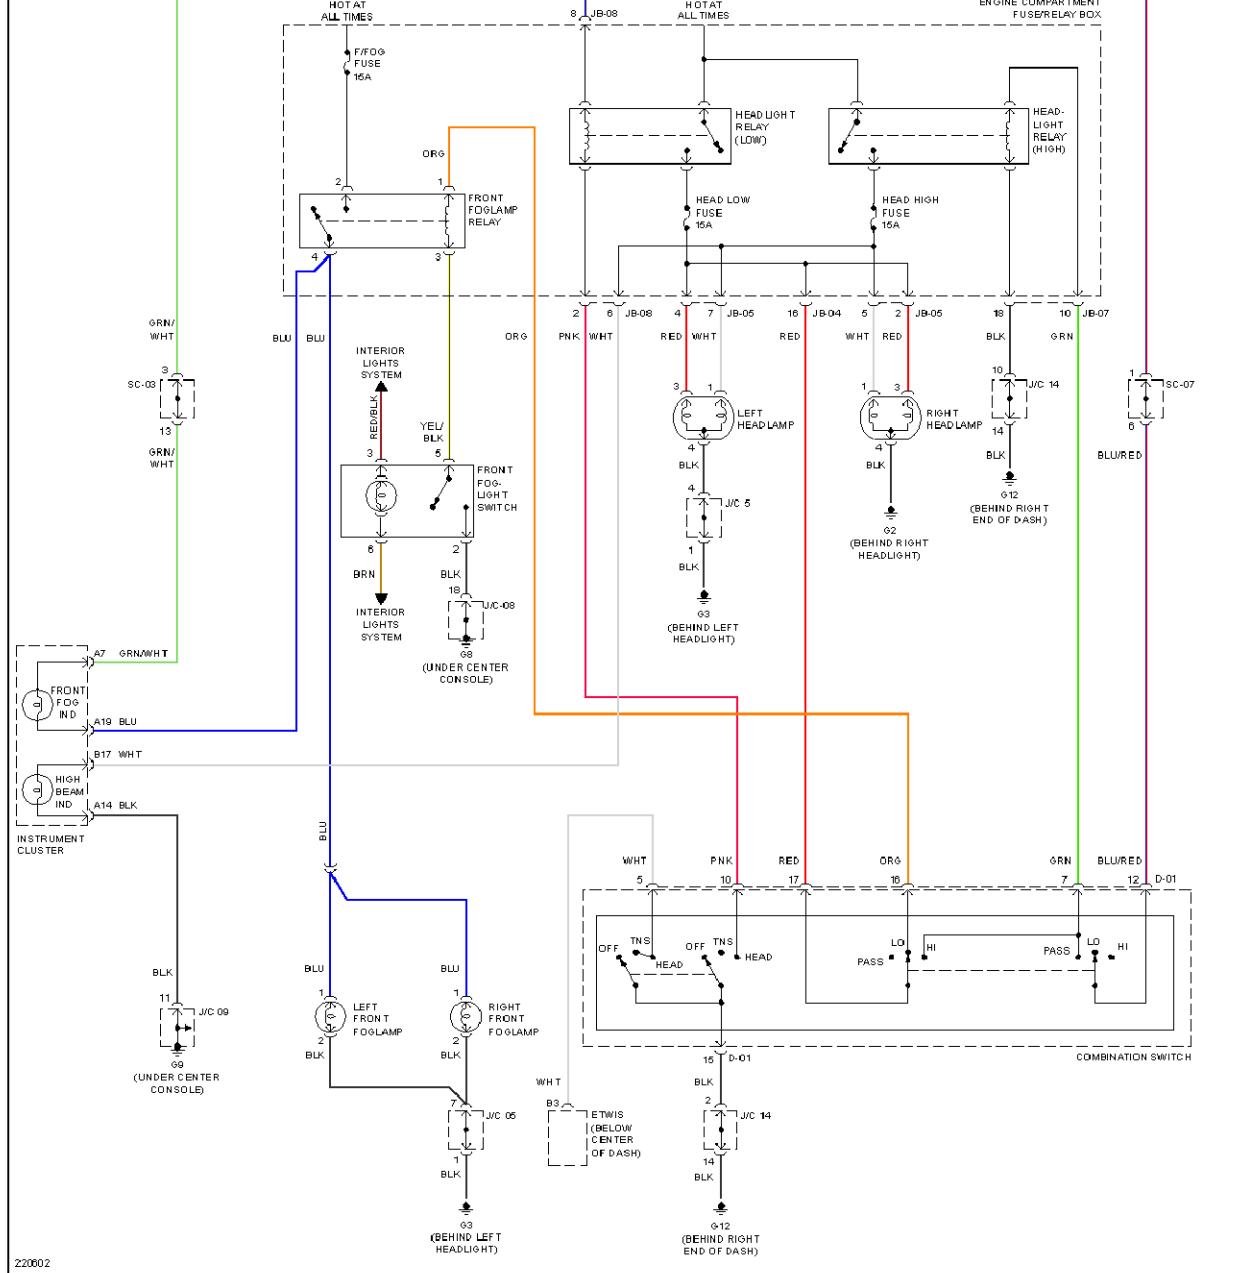 HOT AT
ALL TIMES
8
JB-08
HOT AT
ALL TIMES
ENGINE COMPARTMENT
FUSE/RELAY BOX
F/FOG
FUSE
15A
HEADLIGHT
RELAY
(LOW)
HEAD-
LIGHT
RELAY
(HIGH)
ORG
2
1
FRONT
FOGLAMP
RELAY
HEAD LOW
FUSE
15A
HEAD HIGH
FUSE
15A
4
3
2
6
JB-08
4
7
JB-05
16
JB-04
5
2
JB-05
18
10
JB-07
GRN/
WHT
BLU
BLU
ORG
PNK
WHT
RED
WHT
RED
WHT
RED
BLK
GRN
INTERIOR
LIGHTS
SYSTEM
3
SC-03
13
GRN/
WHT
RED/BLK
YEL/
BLK
3
5
3
1
LEFT
HEADLAMP
4
BLK
1
3
RIGHT
HEADLAMP
4
BLK
10
J/C 14
14
BLK
1
SC-07
6
BLU/RED
FRONT
FOG-
LIGHT
SWITCH
4
J/C 5
1
BLK
G12
(BEHIND RIGHT
END OF DASH)
G2
(BEHIND RIGHT
HEADLIGHT)
6
2
BRN
BLK
18
J/C-08
INTERIOR
LIGHTS
SYSTEM
G3
(BEHIND LEFT
HEADLIGHT)
G8
(UNDER CENTER
CONSOLE)
A7
GRN/WHT
FRONT
FOG
IND
A19 BLU
B17 WHT
HIGH
BEAM
IND
A14 BLK
INSTRUMENT
CLUSTER
BLU
WHT
PNK
RED
ORG
GRN
BLU/RED
5
10
17
16
7
12
D-01
OFF
TNS
HEAD
OFF
TNS
HEAD
PASS
LO
HI
PASS
LO
HI
COMBINATION SWITCH
BLK
11
J/C 09
G9
(UNDER CENTER
CONSOLE)
BLU
BLU
1
LEFT
FRONT
FOGLAMP
2
BLK
1
RIGHT
FRONT
FOGLAMP
2
BLK
15
D-01
WHT
BLK
B3
ETWIS
(BELOW
CENTER
OF DASH)
2
J/C 14
14
BLK
7
J/C 05
1
BLK
G3
(BEHIND LEFT
HEADLIGHT)
G12
(BEHIND RIGHT
END OF DASH)
220602